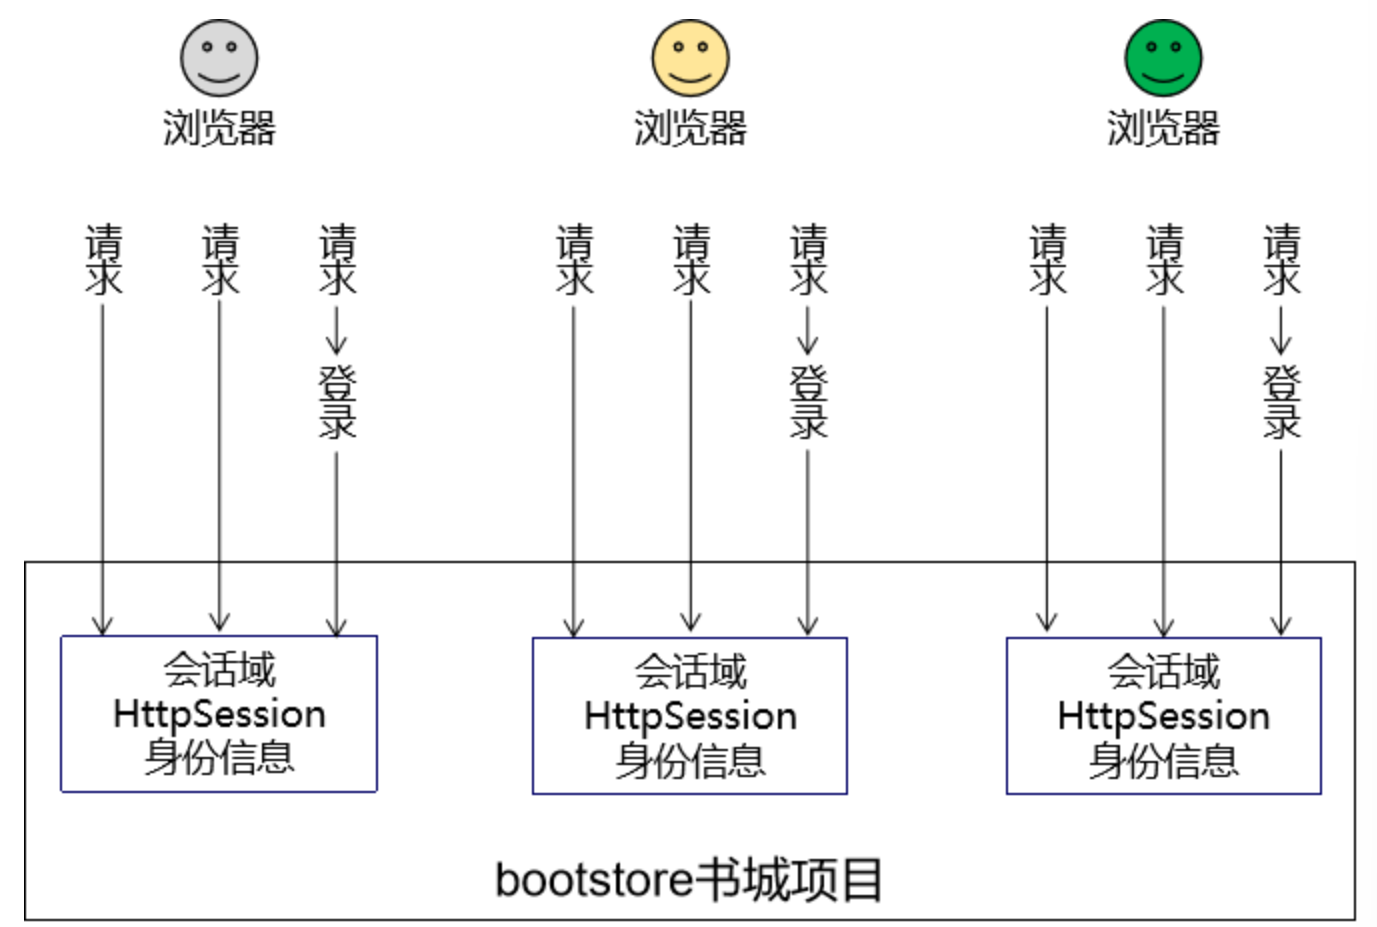 浏览器
浏览器
浏览器
请求
请求
请求
请求
请求
请求
请求
请求
请求
登录
登录
登录
会话域
HttpSession
身份信息
会话域
HttpSession
身份信息
会话域
HttpSession
身份信息
bootstore书城项目